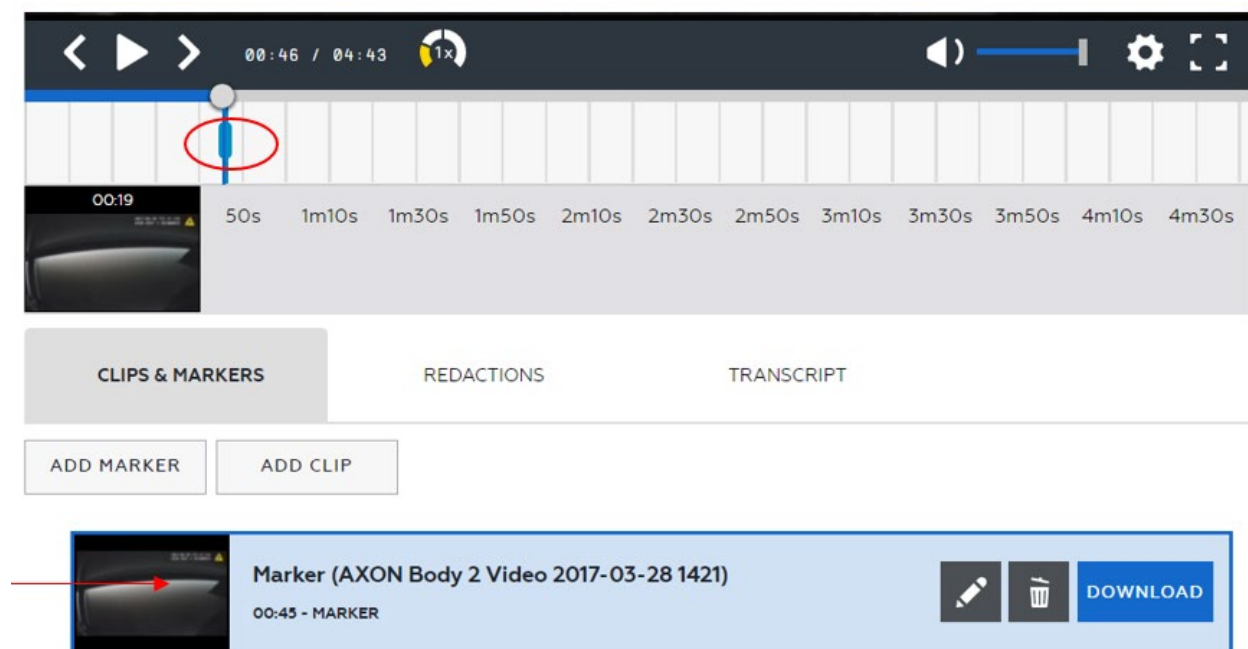 00:46 / 04:43 1x
00:19
50s 1m10s 1m30s 1m50s 2m10s 2m30s 2m50s 3m10s 3m30s 3m50s 4m10s 4m30s
CLIPS & MARKERS REDACTIONS TRANSCRIPT
ADD MARKER ADD CLIP
Marker (AXON Body 2 Video 2017-03-28 1421)
00:45 - MARKER
DOWNLOAD